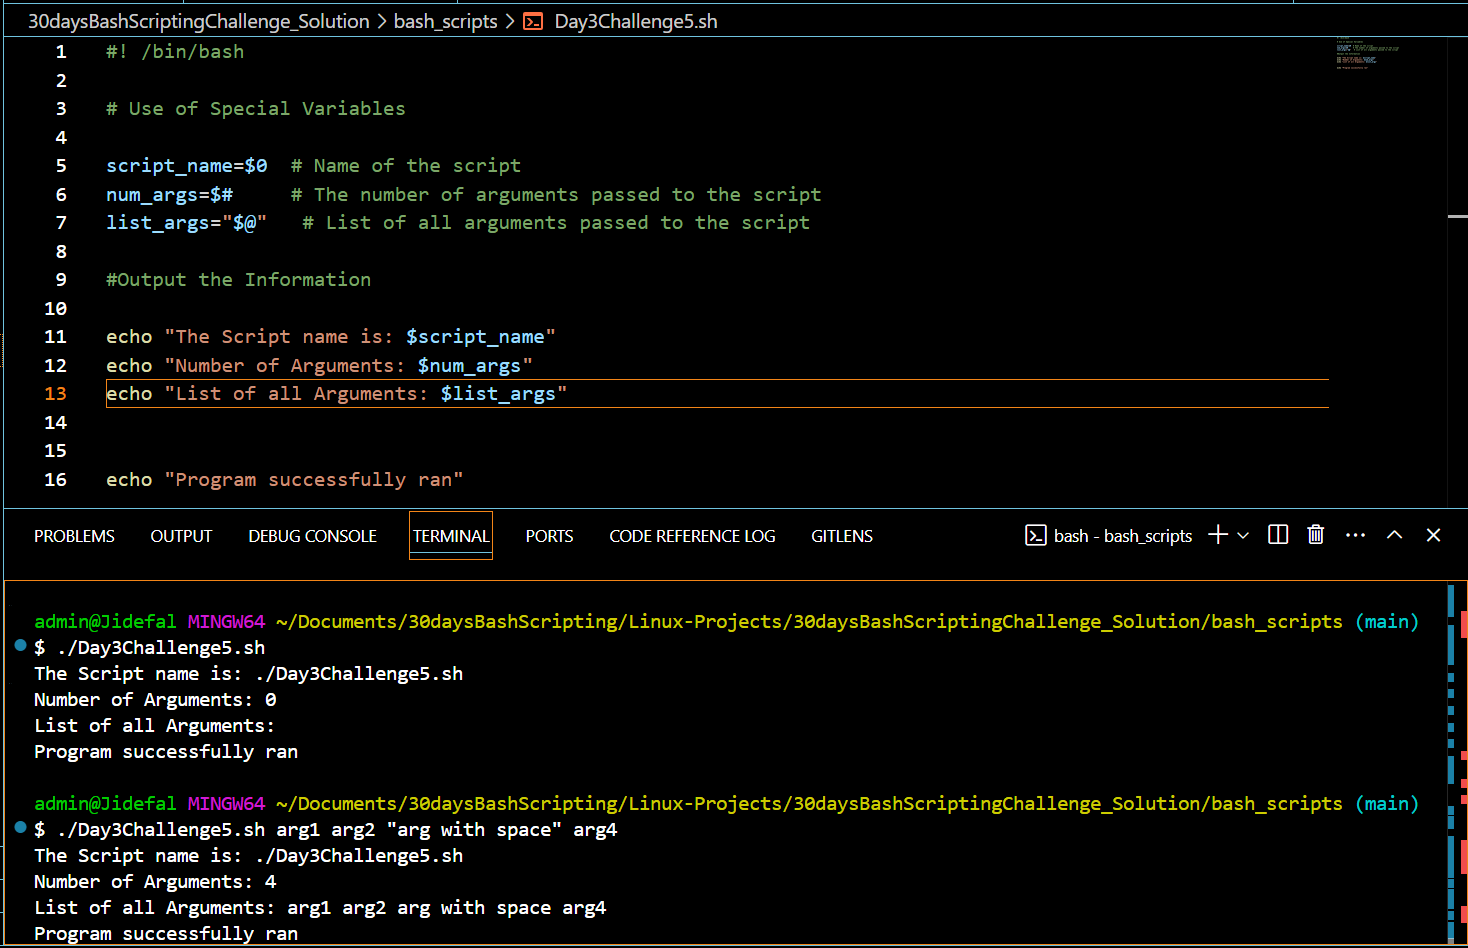 30daysBashScriptingChallenge_Solution > bash_scripts > Day3Challenge5.sh
1 #! /bin/bash
2
3 # Use of Special Variables
4
5 script_name=$0  # Name of the script
6 num_args=$#     # The number of arguments passed to the script
7 list_args="$@"   # List of all arguments passed to the script
8
9 #Output the Information
10
11 echo "The Script name is: $script_name"
12 echo "Number of Arguments: $num_args"
13 echo "List of all Arguments: $list_args"
14
15
16 echo "Program successfully ran"
PROBLEMS OUTPUT DEBUG CONSOLE TERMINAL PORTS CODE REFERENCE LOG GITLENS bash - bash_scripts
admin@Jidefal MINGW64 ~/Documents/30daysBashScripting/Linux-Projects/30daysBashScriptingChallenge_Solution/bash_scripts (main)
$ ./Day3Challenge5.sh
The Script name is: ./Day3Challenge5.sh
Number of Arguments: 0
List of all Arguments:
Program successfully ran
admin@Jidefal MINGW64 ~/Documents/30daysBashScripting/Linux-Projects/30daysBashScriptingChallenge_Solution/bash_scripts (main)
$ ./Day3Challenge5.sh arg1 arg2 "arg with space" arg4
The Script name is: ./Day3Challenge5.sh
Number of Arguments: 4
List of all Arguments: arg1 arg2 arg with space arg4
Program successfully ran